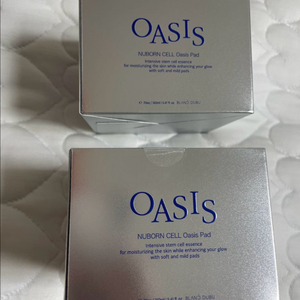 OASIS
NUBORN CELL Oasis Pad
Intensive stem cell essence
for moisturizing the skin while enhancing your glow
with soft and mild pads
OASIS
NUBORN CELL Oasis Pad
Intensive stem cell essence
for moisturizing the skin while enhancing your glow
with soft and mild pads